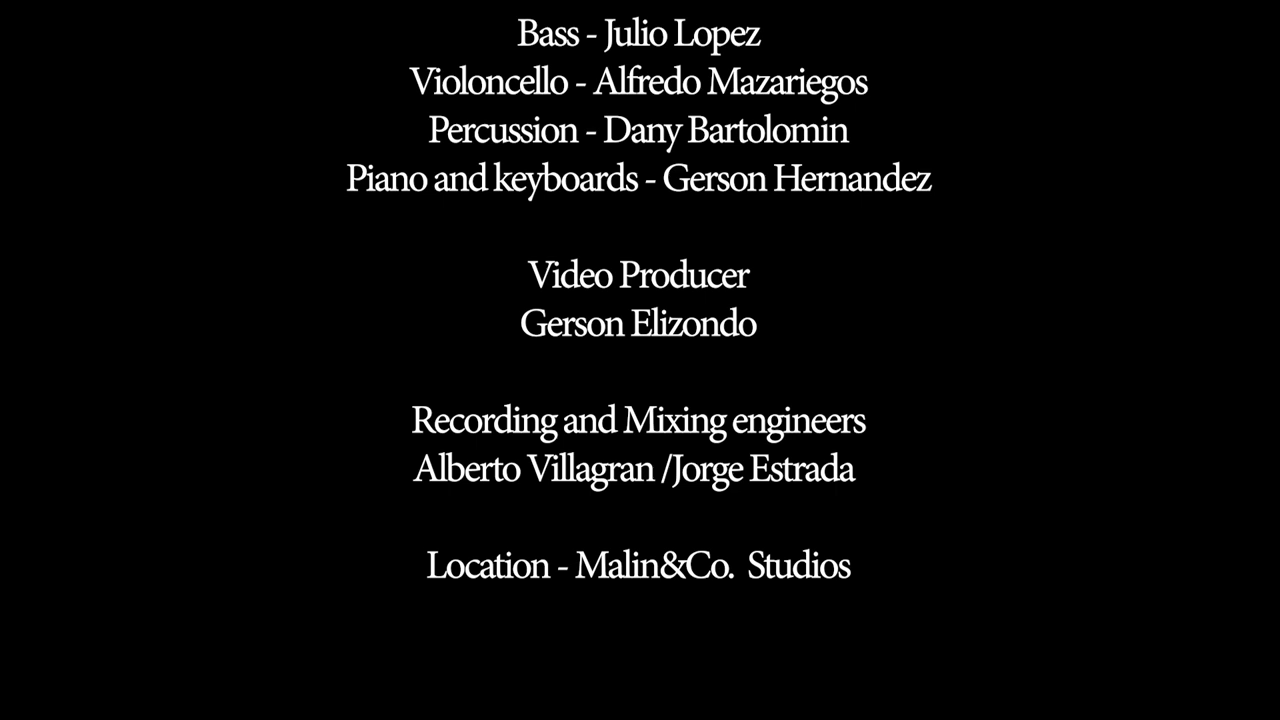 Bass - Julio Lopez
Violoncello - Alfredo Mazariegos
Percussion - Dany Bartolomin
Piano and keyboards - Gerson Hernandez
Video Producer
Gerson Elizondo
Recording and Mixing engineers
Alberto Villagran /Jorge Estrada
Location - Malin&Co.  Studios